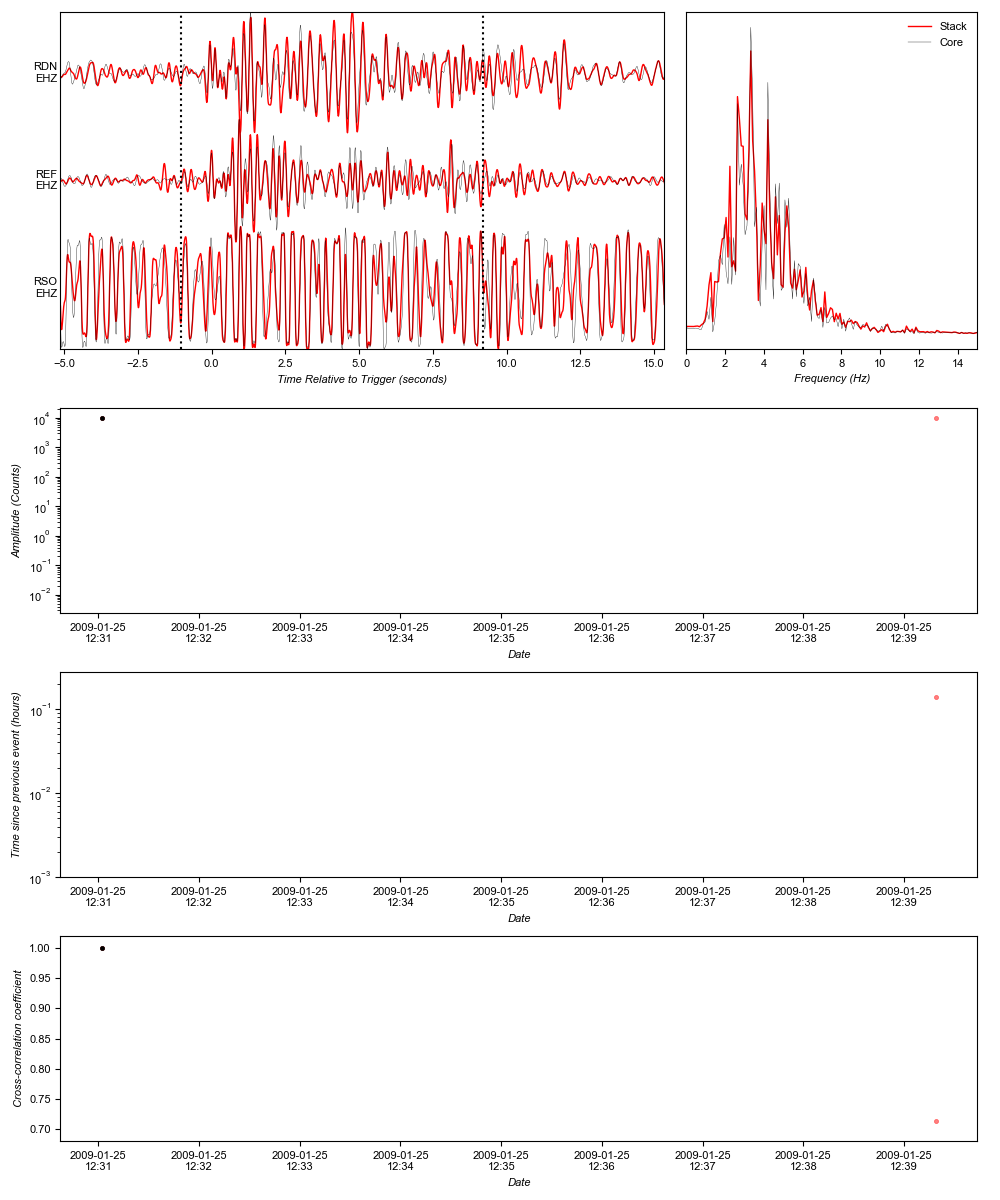 RDN
EHZ
REF
EHZ
RSO
EHZ
−5.0 −2.5 0.0 2.5 5.0 7.5 10.0 12.5 15.0
Time Relative to Trigger (seconds)
Stack
Core
0 2 4 6 8 10 12 14
Frequency (Hz)
Amplitude (Counts)
10⁴
10³
10²
10¹
10⁰
10⁻¹
10⁻²
2009-01-25 2009-01-25 2009-01-25 2009-01-25 2009-01-25 2009-01-25 2009-01-25 2009-01-25 2009-01-25
12:31 12:32 12:33 12:34 12:35 12:36 12:37 12:38 12:39
Date
Time since previous event (hours)
10⁻¹
10⁻²
10⁻³
2009-01-25 2009-01-25 2009-01-25 2009-01-25 2009-01-25 2009-01-25 2009-01-25 2009-01-25 2009-01-25
12:31 12:32 12:33 12:34 12:35 12:36 12:37 12:38 12:39
Date
Cross-correlation coefficient
1.00
0.95
0.90
0.85
0.80
0.75
0.70
2009-01-25 2009-01-25 2009-01-25 2009-01-25 2009-01-25 2009-01-25 2009-01-25 2009-01-25 2009-01-25
12:31 12:32 12:33 12:34 12:35 12:36 12:37 12:38 12:39
Date